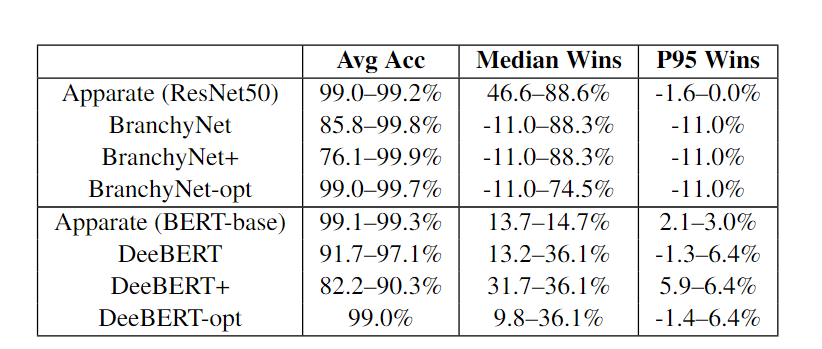 Avg Acc Median Wins P95 Wins
Apparate (ResNet50) 99.0–99.2% 46.6–88.6% -1.6–0.0%
BranchyNet 85.8–99.8% -11.0–88.3% -11.0%
BranchyNet+ 76.1–99.9% -11.0–88.3% -11.0%
BranchyNet-opt 99.0–99.7% -11.0–74.5% -11.0%
Apparate (BERT-base) 99.1–99.3% 13.7–14.7% 2.1–3.0%
DeeBERT 91.7–97.1% 13.2–36.1% -1.3–6.4%
DeeBERT+ 82.2–90.3% 31.7–36.1% 5.9–6.4%
DeeBERT-opt 99.0% 9.8–36.1% -1.4–6.4%